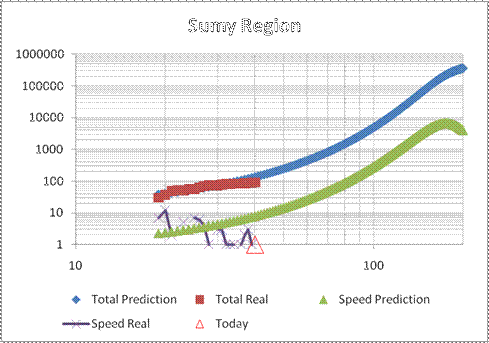 Sumy Region
1000000
100000
10000
1000
100
10
1
10 100
Total Prediction Total Real Speed Prediction
Speed Real Today